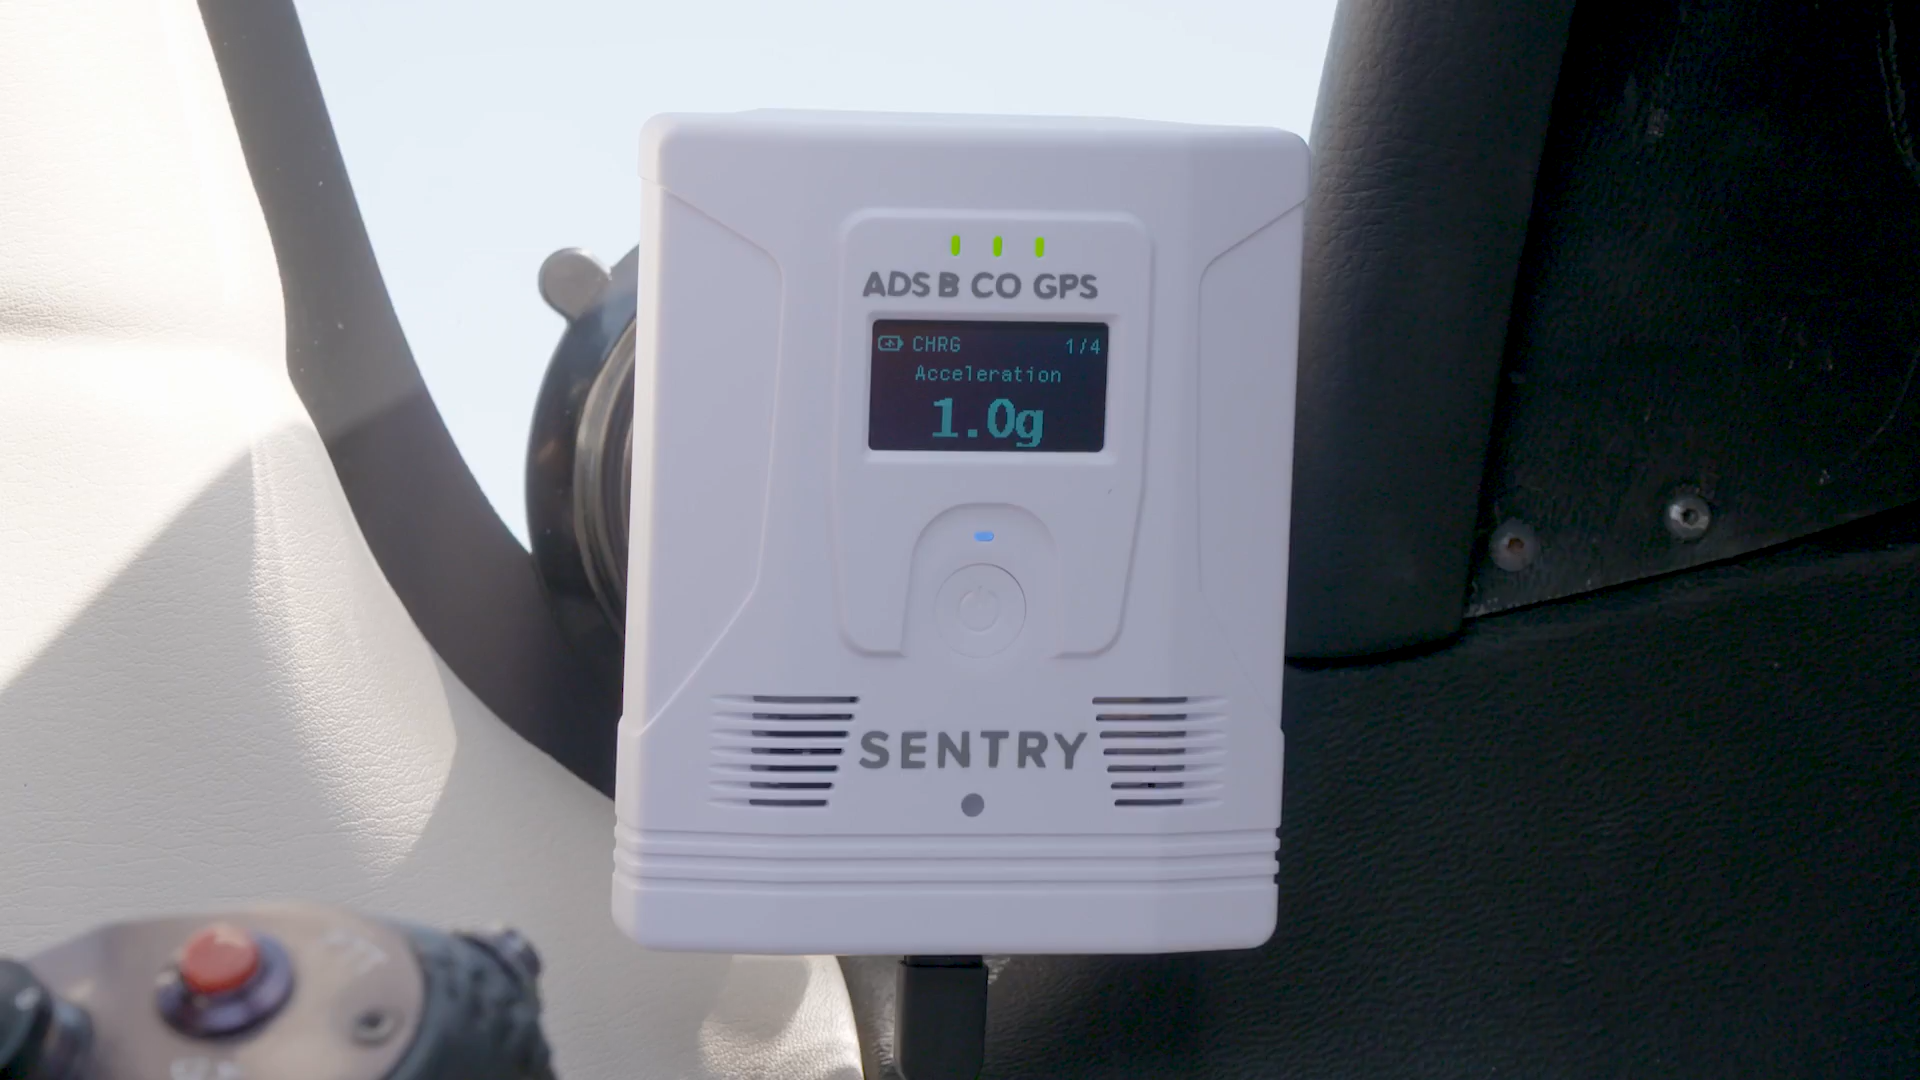 ADS B CO GPS
CHRG 1/4
Acceleration
1.0g
SENTRY